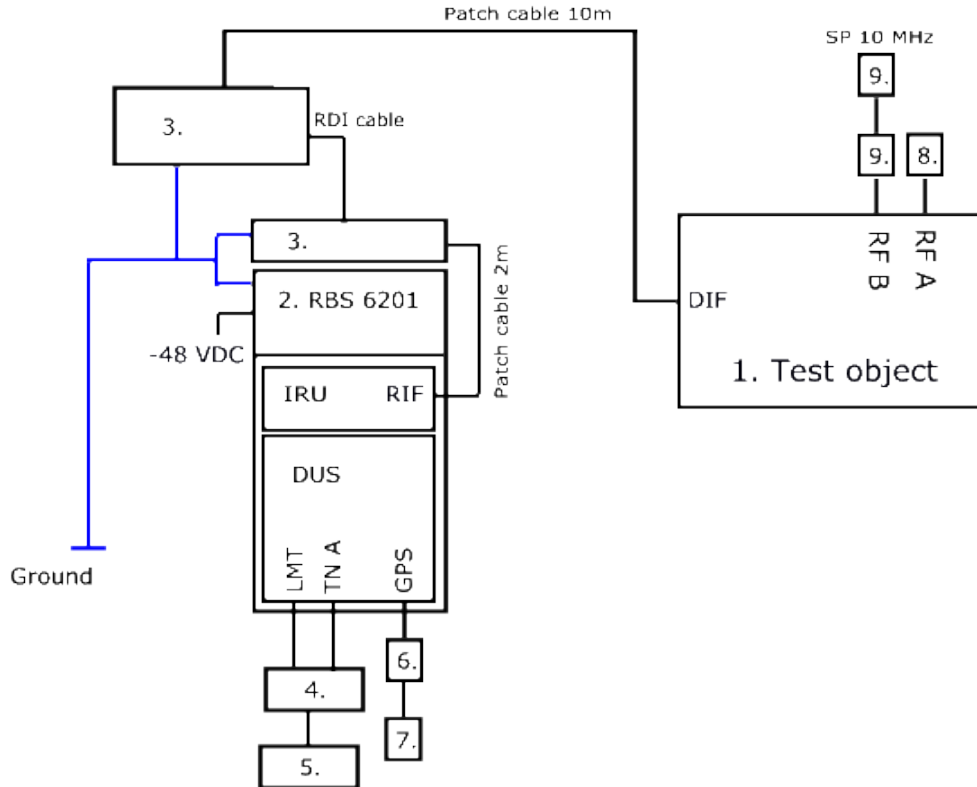 Patch cable 10m
SP 10 MHz
9.
3.
RDI cable
9.
8.
3.
Patch cable 2m
RF B
RF A
2. RBS 6201
DIF
-48 VDC
1. Test object
IRU
RIF
DUS
LMT
TN A
GPS
Ground
6.
4.
7.
5.